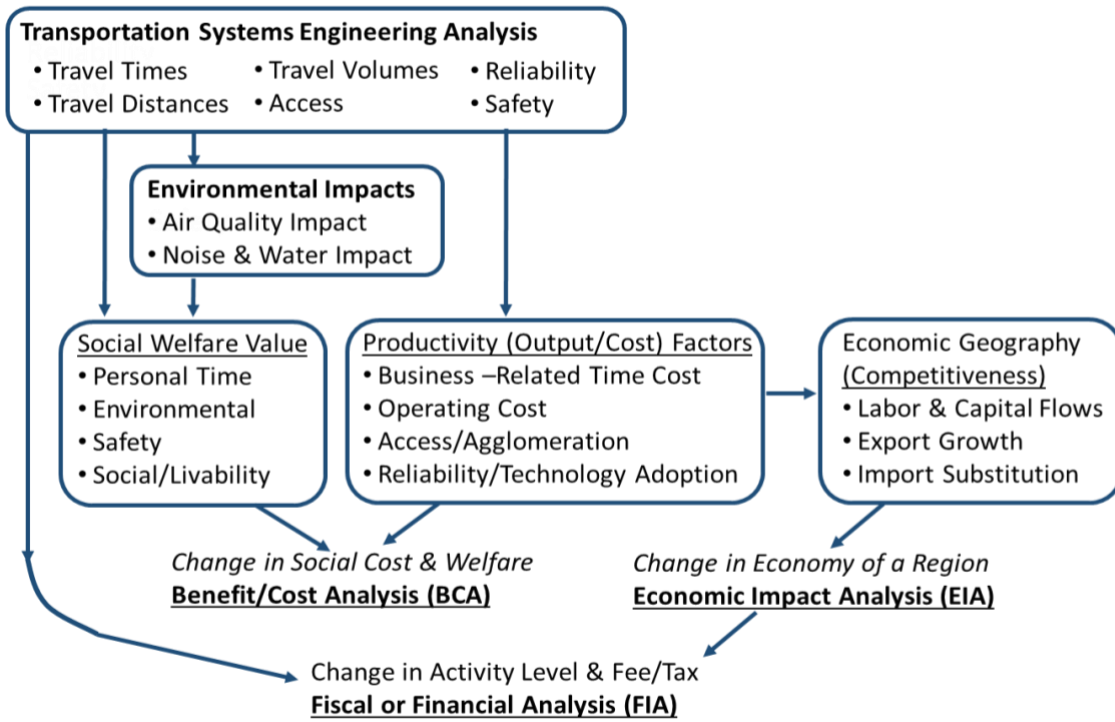 Transportation Systems Engineering Analysis
• Travel Times • Travel Volumes • Reliability
• Travel Distances • Access • Safety
Environmental Impacts
• Air Quality Impact
• Noise & Water Impact
Social Welfare Value
• Personal Time
• Environmental
• Safety
• Social/Livability
Productivity (Output/Cost) Factors
• Business –Related Time Cost
• Operating Cost
• Access/Agglomeration
• Reliability/Technology Adoption
Economic Geography
(Competitiveness)
• Labor & Capital Flows
• Export Growth
• Import Substitution
Change in Social Cost & Welfare
Benefit/Cost Analysis (BCA)
Change in Economy of a Region
Economic Impact Analysis (EIA)
Change in Activity Level & Fee/Tax
Fiscal or Financial Analysis (FIA)